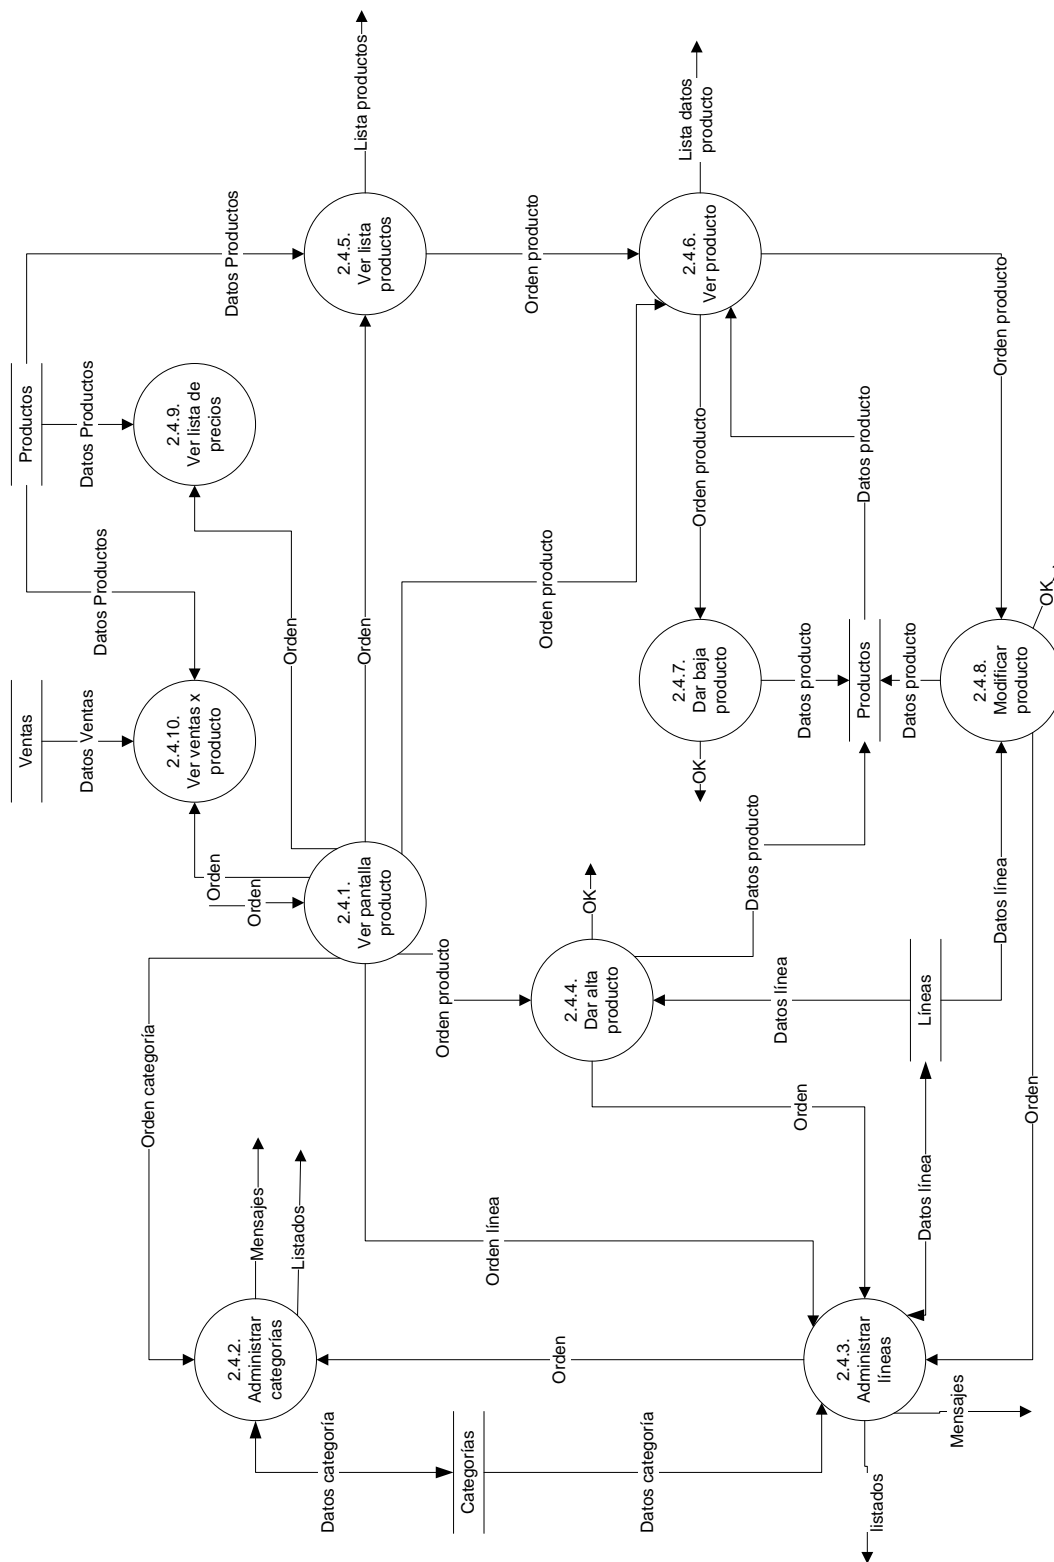 2.4.2.
Administrar
categorías
Mensajes
Listados
Orden categoría
Datos categoría
Categorías
Datos categoría
Orden
Orden línea
2.4.3.
Administrar
líneas
Mensajes
listados
Datos línea
Líneas
Datos línea
Datos línea
Orden
Orden
2.4.1.
Ver pantalla
producto
Orden
Orden
Orden
Orden
Orden producto
Orden producto
2.4.4.
Dar alta
producto
OK
Datos producto
Ventas
Datos Ventas
2.4.10.
Ver ventas x
producto
Datos Productos
Productos
Datos Productos
2.4.9.
Ver lista de
precios
Datos Productos
2.4.5.
Ver lista
productos
Lista productos
Orden producto
2.4.6.
Ver producto
Lista datos
producto
Orden producto
Orden producto
2.4.7.
Dar baja
producto
OK
Datos producto
Productos
Datos producto
Datos producto
2.4.8.
Modificar
producto
OK